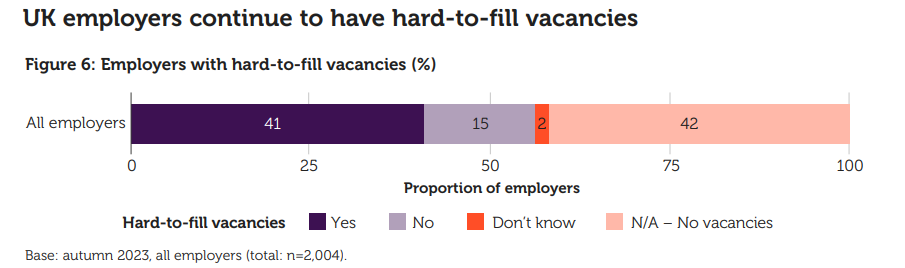 UK employers continue to have hard-to-fill vacancies
Figure 6: Employers with hard-to-fill vacancies (%)
All employers 41 15 2 42
0 25 50 75 100
Proportion of employers
Hard-to-fill vacancies Yes No Don't know N/A – No vacancies
Base: autumn 2023, all employers (total: n=2,004).